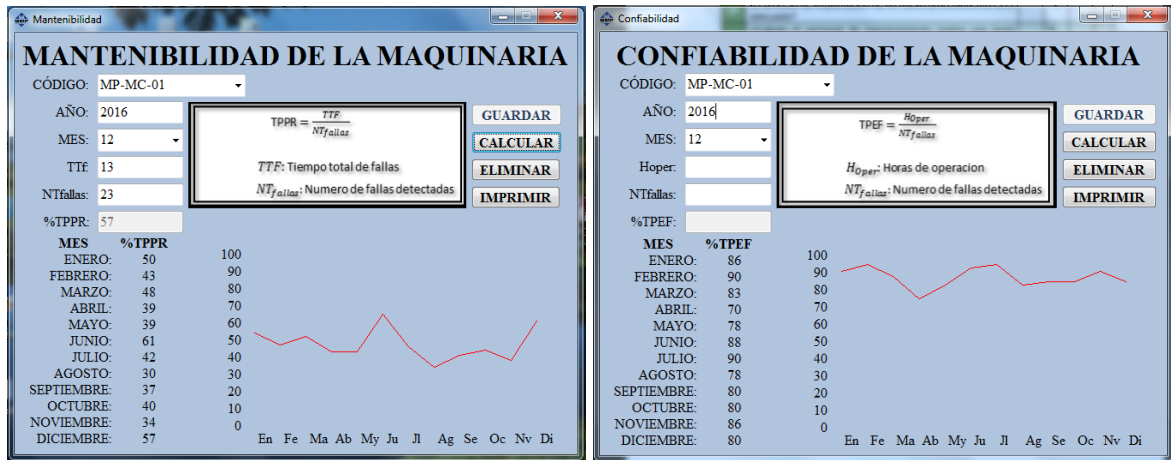 Mantenibilidad
MANTENIBILIDAD DE LA MAQUINARIA
CÓDIGO: MP-MC-01
AÑO: 2016
MES: 12
TTf: 13
NTfallas: 23
%TPPR: 57
TPPR = TTF / NTfallas
TTF: Tiempo total de fallas
NTfallas: Numero de fallas detectadas
GUARDAR
CALCULAR
ELIMINAR
IMPRIMIR
MES %TPPR
ENERO: 50
FEBRERO: 43
MARZO: 48
ABRIL: 39
MAYO: 39
JUNIO: 61
JULIO: 42
AGOSTO: 30
SEPTIEMBRE: 37
OCTUBRE: 40
NOVIEMBRE: 34
DICIEMBRE: 57
100
90
80
70
60
50
40
30
20
10
0
En Fe Ma Ab My Ju Jl Ag Se Oc Nv Di
Confiabilidad
CONFIABILIDAD DE LA MAQUINARIA
CÓDIGO: MP-MC-01
AÑO: 2016
MES: 12
Hoper:
NTfallas:
%TPEF:
TPEF = HOper / NTfallas
HOper: Horas de operacion
NTfallas: Numero de fallas detectadas
GUARDAR
CALCULAR
ELIMINAR
IMPRIMIR
MES %TPEF
ENERO: 86
FEBRERO: 90
MARZO: 83
ABRIL: 70
MAYO: 78
JUNIO: 88
JULIO: 90
AGOSTO: 78
SEPTIEMBRE: 80
OCTUBRE: 80
NOVIEMBRE: 86
DICIEMBRE: 80
100
90
80
70
60
50
40
30
20
10
0
En Fe Ma Ab My Ju Jl Ag Se Oc Nv Di